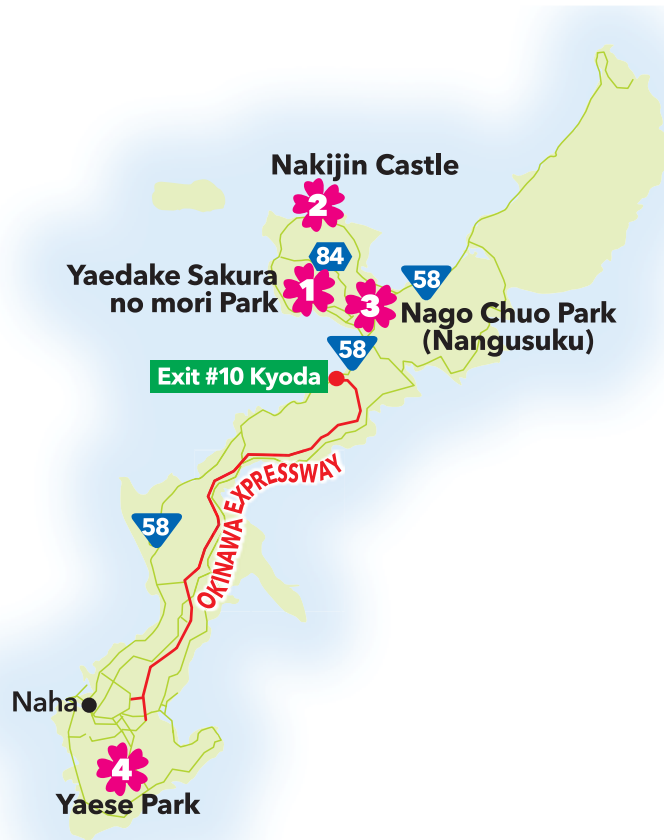 Nakijin Castle
2
84
Yaedake Sakura
no mori Park
1
58
3
Nago Chuo Park
(Nangusuku)
58
Exit #10 Kyoda
OKINAWA EXPRESSWAY
58
Naha
4
Yaese Park